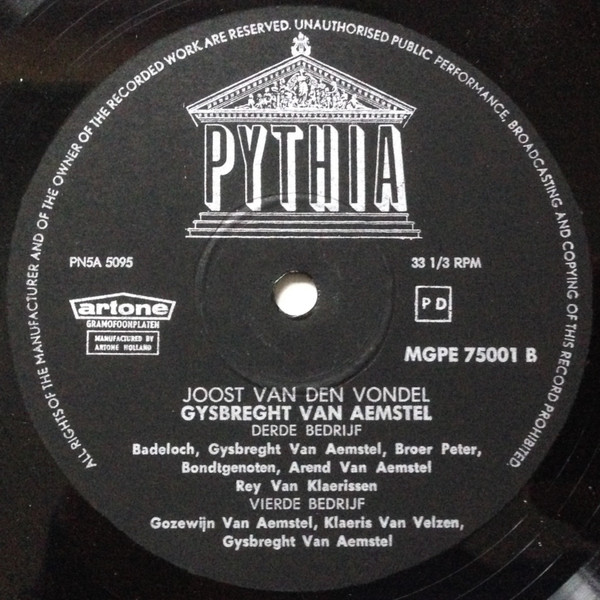 ALL RIGHTS OF THE MANUFACTURER AND OF THE OWNER OF THE RECORDED WORK ARE RESERVED. UNAUTHORISED PUBLIC PERFORMANCE, BROADCASTING AND COPYING OF THIS RECORD PROHIBITED.
PYTHIA
PN5A 5095
33 1/3 RPM
artone
GRAMOFOONPLATEN
MANUFACTURED BY
ARTONE HOLLAND
PD
MGPE 75001 B
JOOST VAN DEN VONDEL
GYSBREGHT VAN AEMSTEL
DERDE BEDRIJF
Badeloch, Gysbreght Van Aemstel, Broer Peter,
Bondtgenoten, Arend Van Aemstel
Rey Van Klaerissen
VIERDE BEDRIJF
Gozewijn Van Aemstel, Klaeris Van Velzen,
Gysbreght Van Aemstel